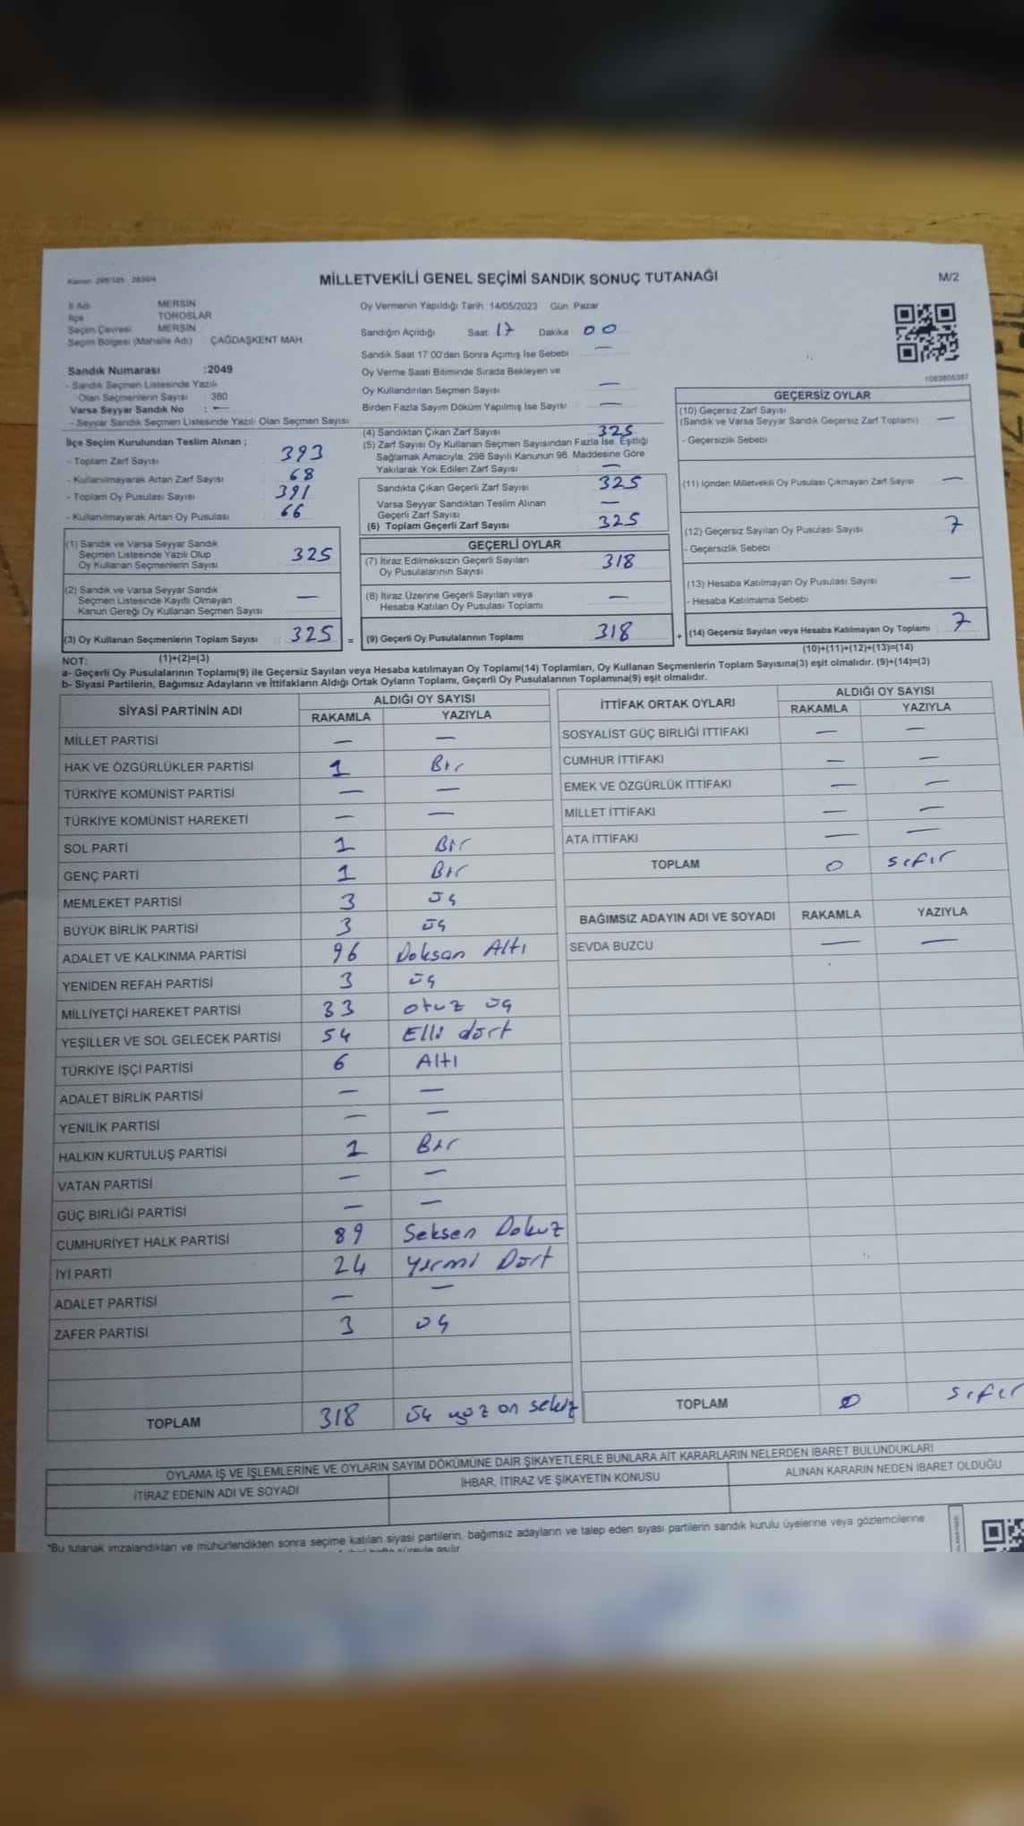 MİLLETVEKİLİ GENEL SEÇİMİ SANDIK SONUÇ TUTANAĞI
M/2
İl Adı MERSİN
İlçe TOROSLAR
Seçim Çevresi MERSİN
Seçim Bölgesi (Mahalle Adı) ÇAĞDAŞKENT MAH.
Sandık Numarası :2049
- Sandık Seçmen Listesinde Yazılı
Olan Seçmenlerin Sayısı 380
Varsa Seyyar Sandık No : —
- Seyyar Sandık Seçmen Listesinde Yazılı Olan Seçmen Sayısı
İlçe Seçim Kurulundan Teslim Alınan ;
- Toplam Zarf Sayısı 393
- Kullanılmayarak Artan Zarf Sayısı 68
- Toplam Oy Pusulası Sayısı 391
- Kullanılmayarak Artan Oy Pusulası 66
(1) Sandık ve Varsa Seyyar Sandık
Seçmen Listesinde Yazılı Olup
Oy Kullanan Seçmenlerin Sayısı 325
(2) Sandık ve Varsa Seyyar Sandık
Seçmen Listesinde Kayıtlı Olmayan
Kanun Gereği Oy Kullanan Seçmen Sayısı —
(3) Oy Kullanan Seçmenlerin Toplam Sayısı 325 =
(1)+(2)=(3)
Oy Vermenin Yapıldığı Tarih :14/05/2023 Gün: Pazar
Sandığın Açıldığı Saat 17 Dakika 00
Sandık Saat 17:00'dan Sonra Açımış İse Sebebi —
Oy Verme Saati Bitiminde Sırada Bekleyen ve
Oy Kullandırılan Seçmen Sayısı —
Birden Fazla Sayım Döküm Yapılmış İse Sayısı —
(4) Sandıktan Çıkan Zarf Sayısı 325
(5) Zarf Sayısı Oy Kullanan Seçmen Sayısından Fazla İse, Eşitliği
Sağlamak Amacıyla; 298 Sayılı Kanunun 98. Maddesine Göre
Yakılarak Yok Edilen Zarf Sayısı —
Sandıkta Çıkan Geçerli Zarf Sayısı 325
Varsa Seyyar Sandıktan Teslim Alınan
Geçerli Zarf Sayısı —
(6) Toplam Geçerli Zarf Sayısı 325
GEÇERLİ OYLAR
(7) İtiraz Edilmeksizin Geçerli Sayılan
Oy Pusulalarının Sayısı 318
(8) İtiraz Üzerine Geçerli Sayılan veya
Hesaba Katılan Oy Pusulası Toplamı —
(9) Geçerli Oy Pusulalarının Toplamı 318 +
GEÇERSİZ OYLAR
(10) Geçersiz Zarf Sayısı
(Sandık ve Varsa Seyyar Sandık Geçersiz Zarf Toplamı) —
- Geçersizlik Sebebi
(11) İçinden Milletvekili Oy Pusulası Çıkmayan Zarf Sayısı —
(12) Geçersiz Sayılan Oy Pusulası Sayısı 7
- Geçersizlik Sebebi
(13) Hesaba Katılmayan Oy Pusulası Sayısı —
- Hesaba Katılmama Sebebi
(14) Geçersiz Sayılan veya Hesaba Katılmayan Oy Toplamı 7
(10)+(11)+(12)+(13)=(14)
NOT:
a- Geçerli Oy Pusulalarının Toplamı(9) ile Geçersiz Sayılan veya Hesaba katılmayan Oy Toplamı(14) Toplamları, Oy Kullanan Seçmenlerin Toplam Sayısına(3) eşit olmalıdır. (9)+(14)=(3)
b- Siyasi Partilerin, Bağımsız Adayların ve İttifakların Aldığı Ortak Oyların Toplamı, Geçerli Oy Pusulalarının Toplamına(9) eşit olmalıdır.
SİYASİ PARTİNİN ADI ALDIĞI OY SAYISI
RAKAMLA YAZIYLA
MİLLET PARTİSİ — —
HAK VE ÖZGÜRLÜKLER PARTİSİ 1 Bir
TÜRKİYE KOMÜNİST PARTİSİ — —
TÜRKİYE KOMÜNİST HAREKETİ — —
SOL PARTİ 1 Bir
GENÇ PARTİ 1 Bir
MEMLEKET PARTİSİ 3 üç
BÜYÜK BİRLİK PARTİSİ 3 üç
ADALET VE KALKINMA PARTİSİ 96 Doksan Altı
YENİDEN REFAH PARTİSİ 3 üç
MİLLİYETÇİ HAREKET PARTİSİ 33 otuz üç
YEŞİLLER VE SOL GELECEK PARTİSİ 54 Elli dört
TÜRKİYE İŞÇİ PARTİSİ 6 Altı
ADALET BİRLİK PARTİSİ — —
YENİLİK PARTİSİ — —
HALKIN KURTULUŞ PARTİSİ 1 Bir
VATAN PARTİSİ — —
GÜÇ BİRLİĞİ PARTİSİ — —
CUMHURİYET HALK PARTİSİ 89 Seksen Dokuz
İYİ PARTİ 24 Yirmi Dört
ADALET PARTİSİ — —
ZAFER PARTİSİ 3 üç
TOPLAM 318 üç yüz on sekiz
İTTİFAK ORTAK OYLARI ALDIĞI OY SAYISI
RAKAMLA YAZIYLA
SOSYALİST GÜÇ BİRLİĞİ İTTİFAKI — —
CUMHUR İTTİFAKI — —
EMEK VE ÖZGÜRLÜK İTTİFAKI — —
MİLLET İTTİFAKI — —
ATA İTTİFAKI — —
TOPLAM 0 sıfır
BAĞIMSIZ ADAYIN ADI VE SOYADI RAKAMLA YAZIYLA
SEVDA BUZCU — —
TOPLAM 0 sıfır
OYLAMA İŞ VE İŞLEMLERİNE VE OYLARIN SAYIM DÖKÜMÜNE DAİR ŞİKAYETLERLE BUNLARA AİT KARARLARIN NELERDEN İBARET BULUNDUKLARI
İTİRAZ EDENİN ADI VE SOYADI İHBAR, İTİRAZ VE ŞİKAYETİN KONUSU ALINAN KARARIN NEDEN İBARET OLDUĞU
*Bu tutanak imzalandıktan ve mühürlendikten sonra seçime katılan siyasi partilerin, bağımsız adayların ve talep eden siyasi partilerin sandık kurulu üyelerine veya gözlemcilerine